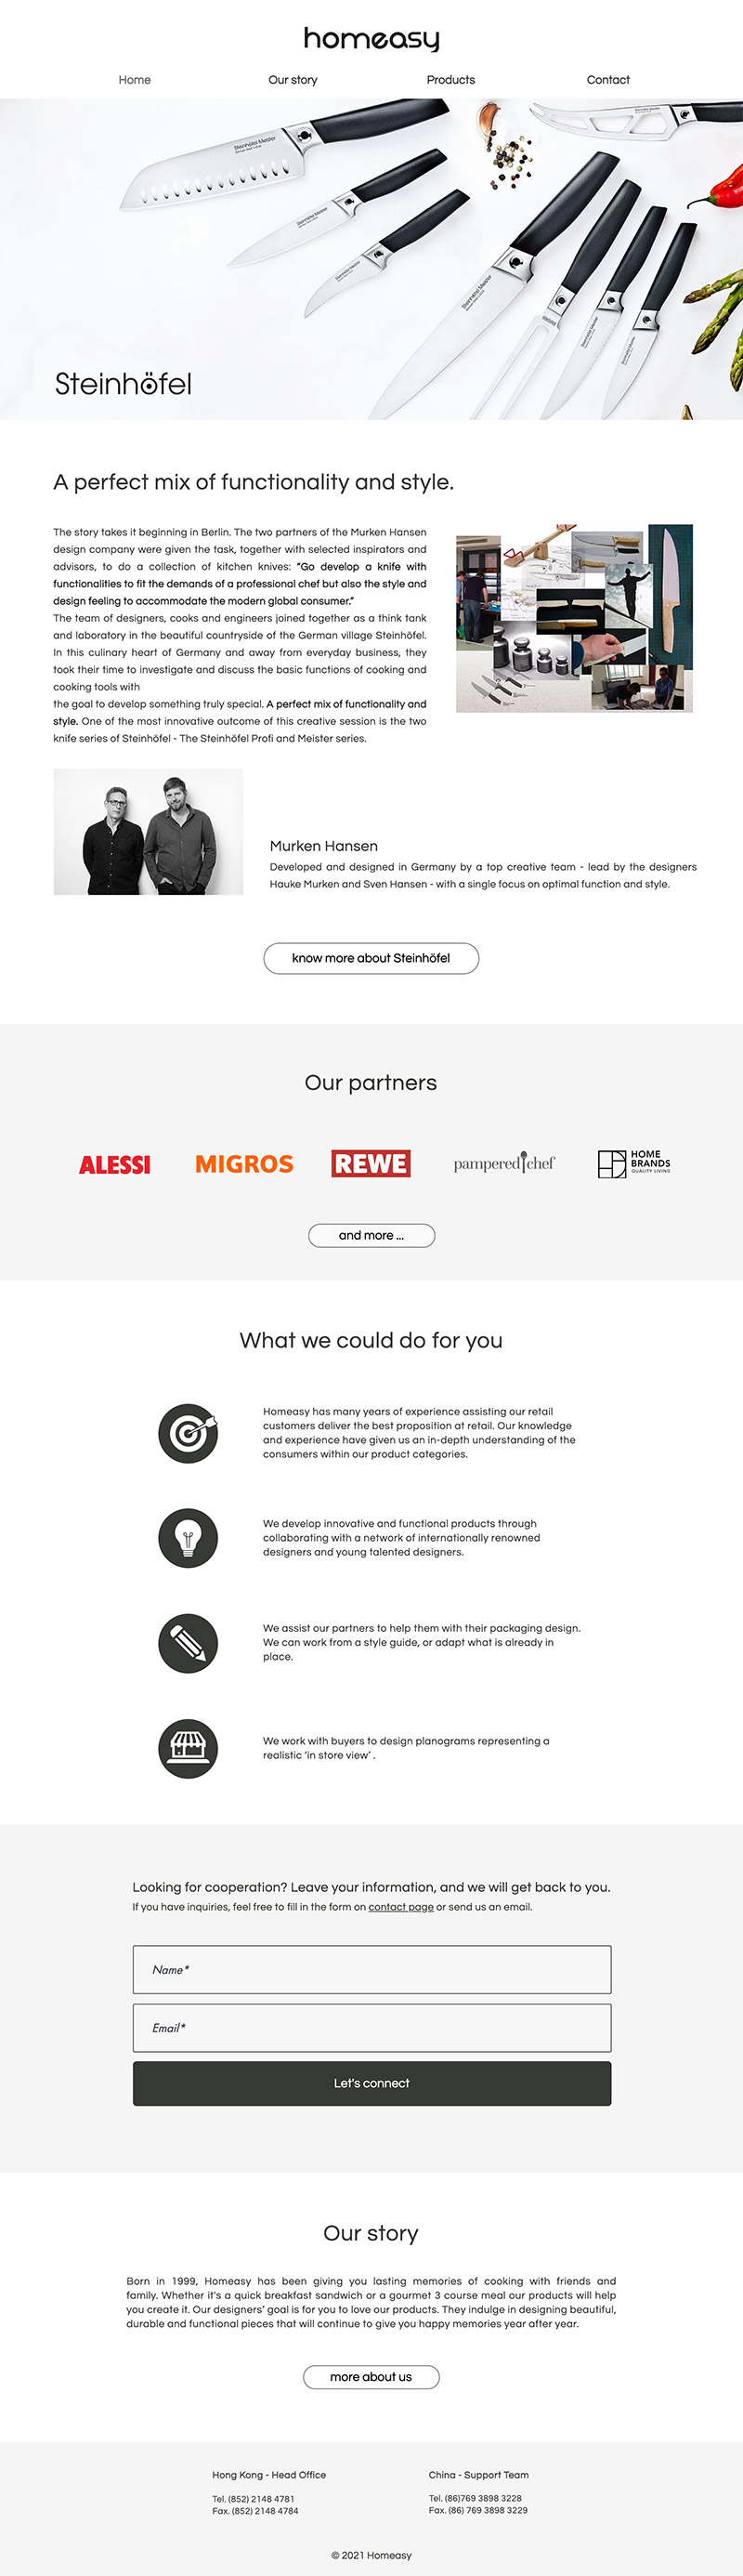 homeasy
Home
Our story
Products
Contact
Steinhöfel Meister
Steinhöfel Meister
Steinhöfel Meister
Steinhöfel Meister
Steinhöfel
A perfect mix of functionality and style.
The story takes it beginning in Berlin. The two partners of the Murken Hansen
design company were given the task, together with selected inspirators and
advisors, to do a collection of kitchen knives: “Go develop a knife with
functionalities to fit the demands of a professional chef but also the style and
design feeling to accommodate the modern global consumer.”
The team of designers, cooks and engineers joined together as a think tank
and laboratory in the beautiful countryside of the German village Steinhöfel.
In this culinary heart of Germany and away from everyday business, they
took their time to investigate and discuss the basic functions of cooking and
cooking tools with
the goal to develop something truly special. A perfect mix of functionality and
style. One of the most innovative outcome of this creative session is the two
knife series of Steinhöfel - The Steinhöfel Profi and Meister series.
Murken Hansen
Developed and designed in Germany by a top creative team - lead by the designers
Hauke Murken and Sven Hansen - with a single focus on optimal function and style.
know more about Steinhöfel
Our partners
ALESSI
MIGROS
REWE
pampered chef
HOME
BRANDS
QUALITY LIVING
and more ...
What we could do for you
Homeasy has many years of experience assisting our retail
customers deliver the best proposition at retail. Our knowledge
and experience have given us an in-depth understanding of the
consumers within our product categories.
We develop innovative and functional products through
collaborating with a network of internationally renowned
designers and young talented designers.
We assist our partners to help them with their packaging design.
We can work from a style guide, or adapt what is already in
place.
We work with buyers to design planograms representing a
realistic ‘in store view’ .
Looking for cooperation? Leave your information, and we will get back to you.
If you have inquiries, feel free to fill in the form on contact page or send us an email.
Name*
Email*
Let's connect
Our story
Born in 1999, Homeasy has been giving you lasting memories of cooking with friends and
family. Whether it's a quick breakfast sandwich or a gourmet 3 course meal our products will help
you create it. Our designers’ goal is for you to love our products. They indulge in designing beautiful,
durable and functional pieces that will continue to give you happy memories year after year.
more about us
Hong Kong - Head Office
Tel. (852) 2148 4781
Fax. (852) 2148 4784
China - Support Team
Tel. (86)769 3898 3228
Fax. (86) 769 3898 3229
© 2021 Homeasy